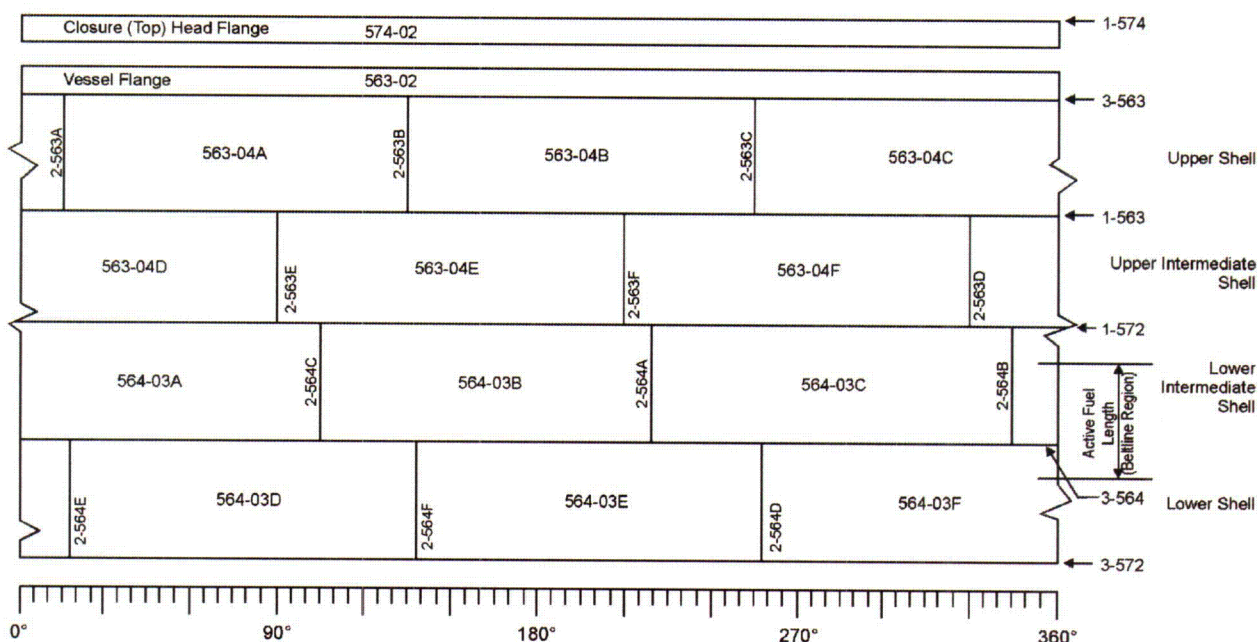 Closure (Top) Head Flange 574-02
1-574
Vessel Flange 563-02
3-563
2-563A
563-04A
2-563B
563-04B
2-563C
563-04C
Upper Shell
1-563
563-04D
2-563E
563-04E
2-563F
563-04F
2-563D
Upper Intermediate
Shell
1-572
564-03A
2-564C
564-03B
2-564A
564-03C
2-564B
Active Fuel
Length
(Beltline Region)
Lower
Intermediate
Shell
2-564E
564-03D
2-564F
564-03E
2-564D
564-03F
3-564
Lower Shell
3-572
0° 90° 180° 270° 360°